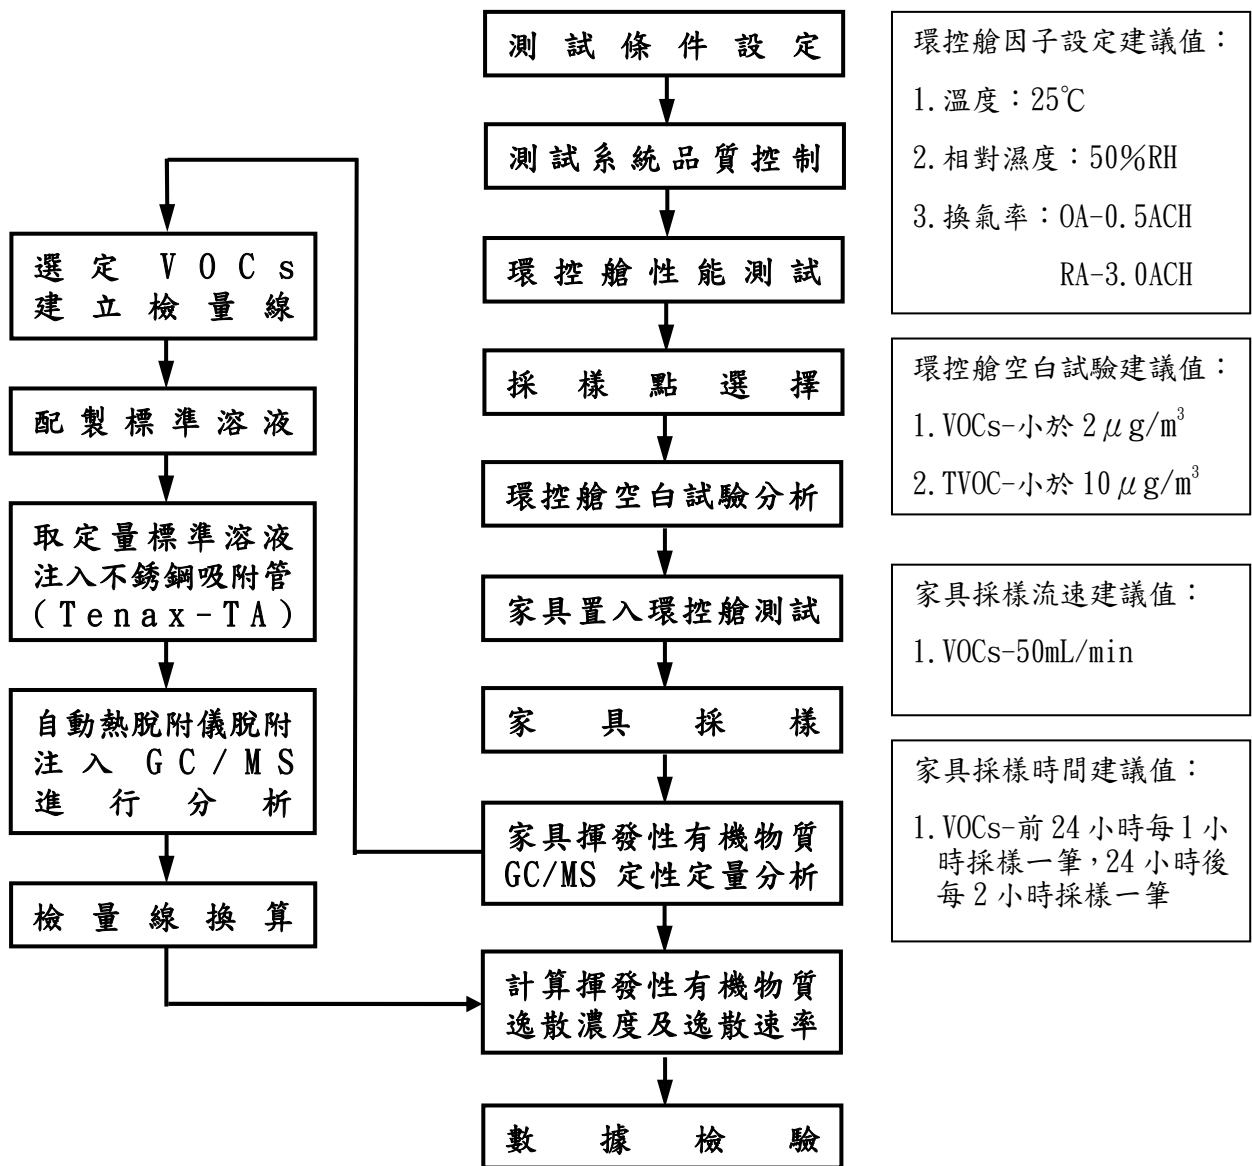 測試條件設定
測試系統品質控制
環控艙性能測試
採樣點選擇
環控艙空白試驗分析
家具置入環控艙測試
家具採樣
家具揮發性有機物質
GC/MS 定性定量分析
計算揮發性有機物質
逸散濃度及逸散速率
數據檢驗
選定 VOCs
建立檢量線
配製標準溶液
取定量標準溶液
注入不銹鋼吸附管
(Tenax-TA)
自動熱脫附儀脫附
注入 GC/MS
進行分析
檢量線換算
環控艙因子設定建議值：
1.溫度：25℃
2.相對濕度：50%RH
3.換氣率：OA-0.5ACH
RA-3.0ACH
環控艙空白試驗建議值：
1.VOCs-小於 2μg/m³
2.TVOC-小於 10μg/m³
家具採樣流速建議值：
1.VOCs-50mL/min
家具採樣時間建議值：
1.VOCs-前 24 小時每 1 小
時採樣一筆，24 小時後
每 2 小時採樣一筆